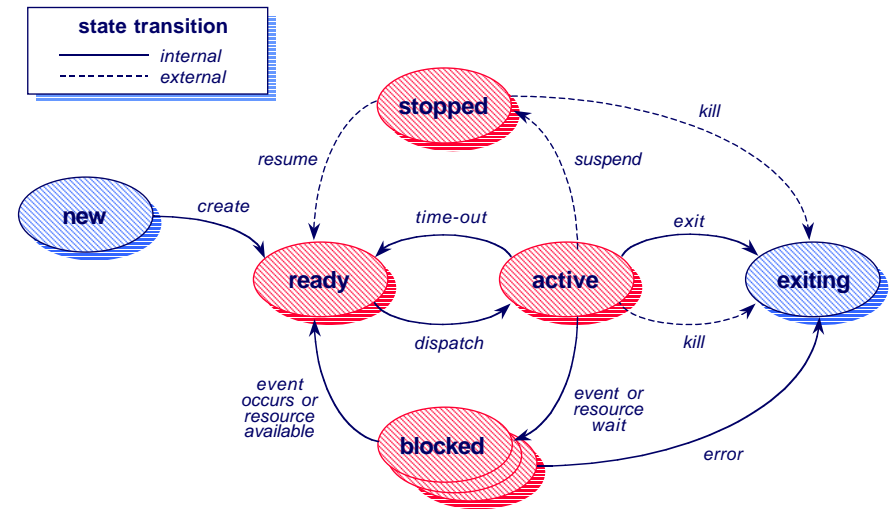 state transition
internal
external
stopped
kill
resume
suspend
new
create
time-out
exit
ready
active
exiting
dispatch
kill
event
occurs or
resource
available
event or
resource
wait
blocked
error